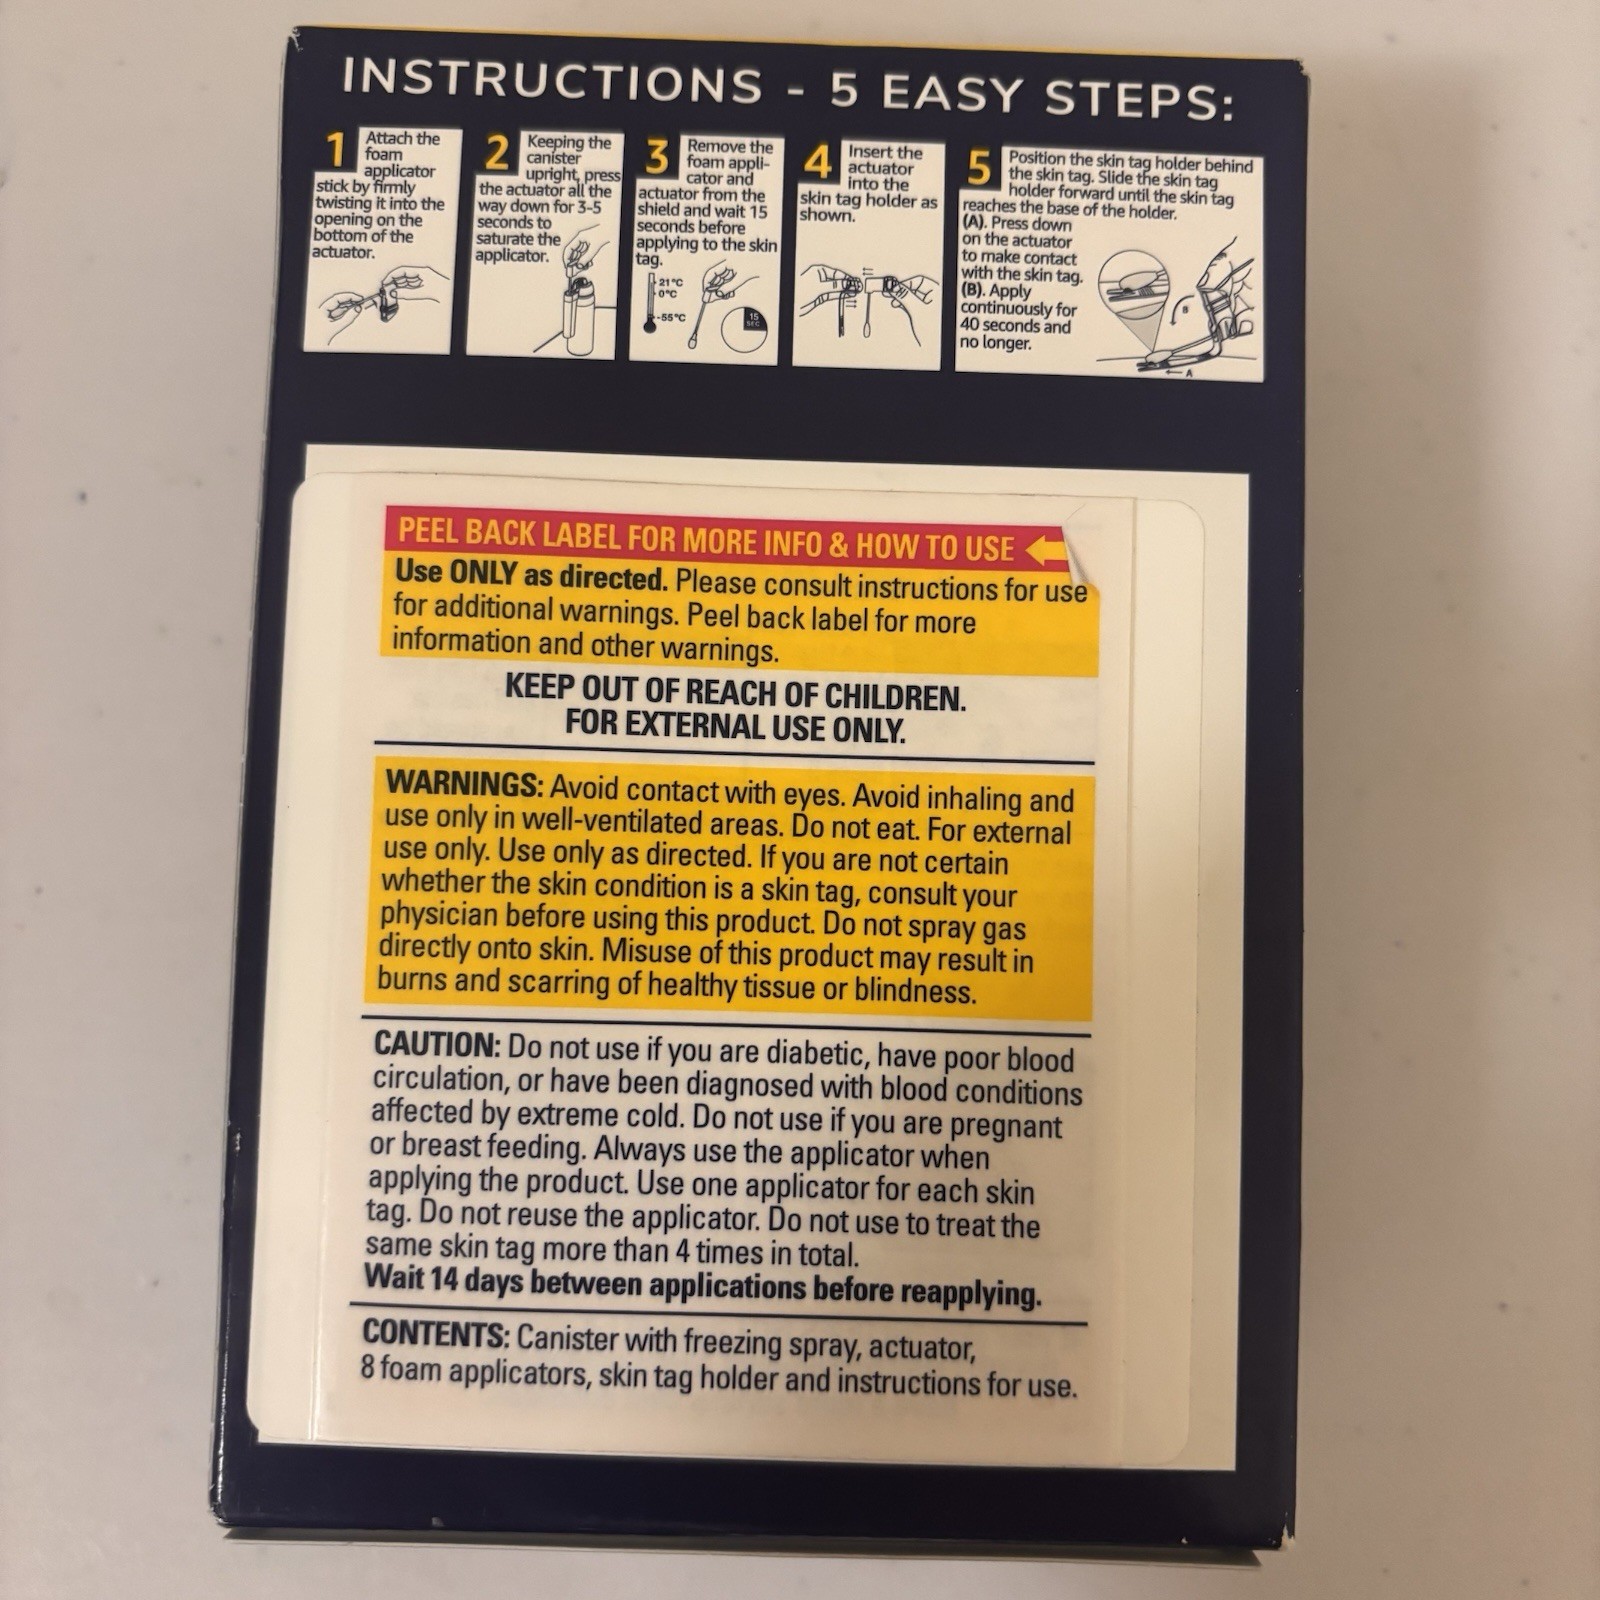 INSTRUCTIONS - 5 EASY STEPS:
1 Attach the
foam
applicator
stick by firmly
twisting it into the
opening on the
bottom of the
actuator.
2 Keeping the
canister
upright, press
the actuator all the
way down for 3-5
seconds to
saturate the
applicator.
3 Remove the
foam appli-
cator and
actuator from the
shield and wait 15
seconds before
applying to the skin
tag.
21°C
0°C
-55°C
15
SEC
4 Insert the
actuator
into the
skin tag holder as
shown.
5 Position the skin tag holder behind
the skin tag. Slide the skin tag
holder forward until the skin tag
reaches the base of the holder.
(A). Press down
on the actuator
to make contact
with the skin tag.
(B). Apply
continuously for
40 seconds and
no longer.
B
A
PEEL BACK LABEL FOR MORE INFO & HOW TO USE
Use ONLY as directed. Please consult instructions for use
for additional warnings. Peel back label for more
information and other warnings.
KEEP OUT OF REACH OF CHILDREN.
FOR EXTERNAL USE ONLY.
WARNINGS: Avoid contact with eyes. Avoid inhaling and
use only in well-ventilated areas. Do not eat. For external
use only. Use only as directed. If you are not certain
whether the skin condition is a skin tag, consult your
physician before using this product. Do not spray gas
directly onto skin. Misuse of this product may result in
burns and scarring of healthy tissue or blindness.
CAUTION: Do not use if you are diabetic, have poor blood
circulation, or have been diagnosed with blood conditions
affected by extreme cold. Do not use if you are pregnant
or breast feeding. Always use the applicator when
applying the product. Use one applicator for each skin
tag. Do not reuse the applicator. Do not use to treat the
same skin tag more than 4 times in total.
Wait 14 days between applications before reapplying.
CONTENTS: Canister with freezing spray, actuator,
8 foam applicators, skin tag holder and instructions for use.